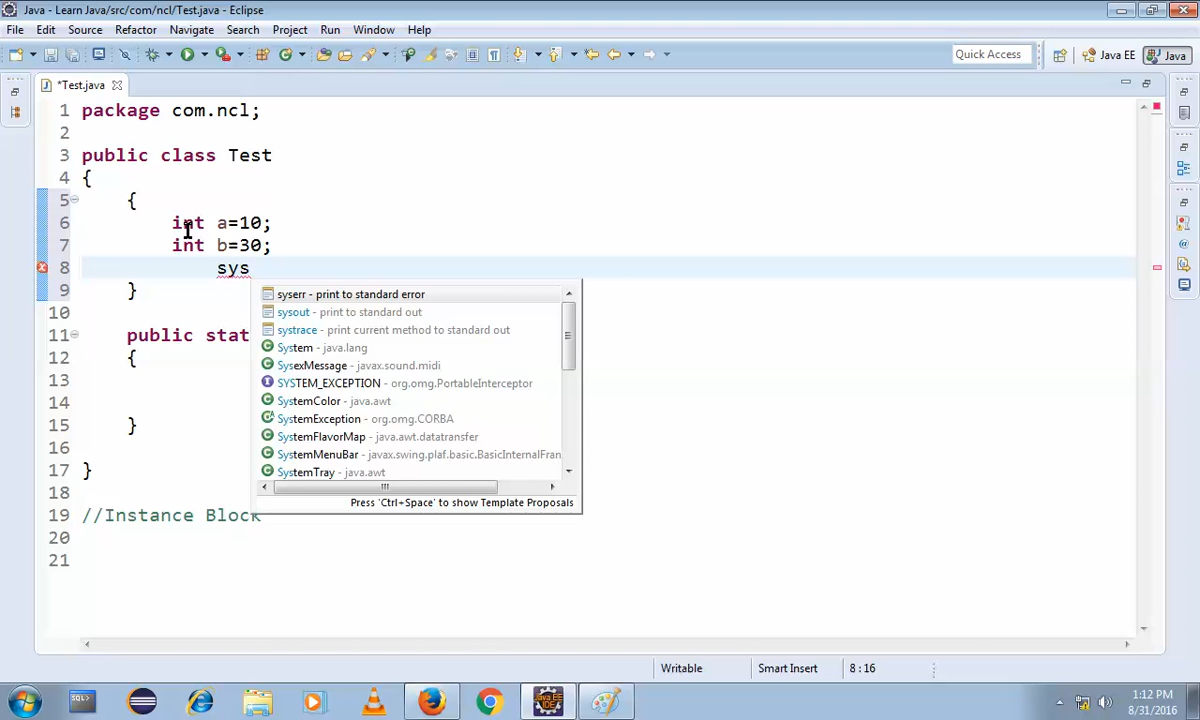 Java - Learn Java/src/com/ncl/Test.java - Eclipse
File Edit Source Refactor Navigate Search Project Run Window Help
Quick Access Java EE Java
*Test.java
1 package com.ncl;
2
3 public class Test
4 {
5 {
6 int a=10;
7 int b=30;
8 sys
9 }
10
11 public stat
12 {
13
14
15 }
16
17 }
18
19 //Instance Block
20
21
syserr - print to standard error
sysout - print to standard out
systrace - print current method to standard out
System - java.lang
SysexMessage - javax.sound.midi
SYSTEM_EXCEPTION - org.omg.PortableInterceptor
SystemColor - java.awt
SystemException - org.omg.CORBA
SystemFlavorMap - java.awt.datatransfer
SystemMenuBar - javax.swing.plaf.basic.BasicInternalFran
SystemTray - java.awt
Press 'Ctrl+Space' to show Template Proposals
Writable Smart Insert 8 : 16
SQL>
Java EE
IDE
1:12 PM
8/31/2016